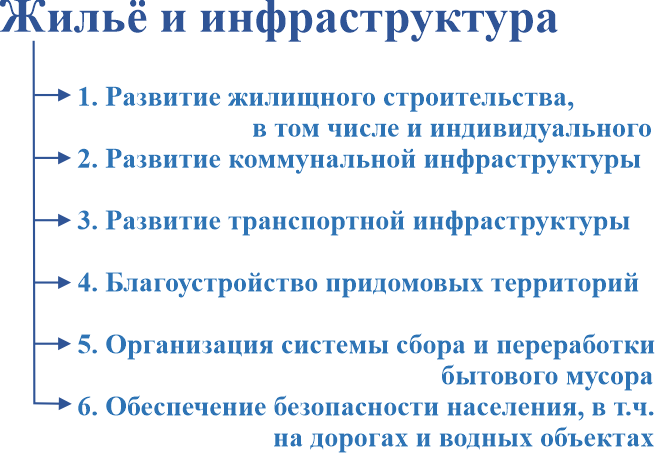 Жильё и инфраструктура
1. Развитие жилищного строительства,
в том числе и индивидуального
2. Развитие коммунальной инфраструктуры
3. Развитие транспортной инфраструктуры
4. Благоустройство придомовых территорий
5. Организация системы сбора и переработки
бытового мусора
6. Обеспечение безопасности населения, в т.ч.
на дорогах и водных объектах